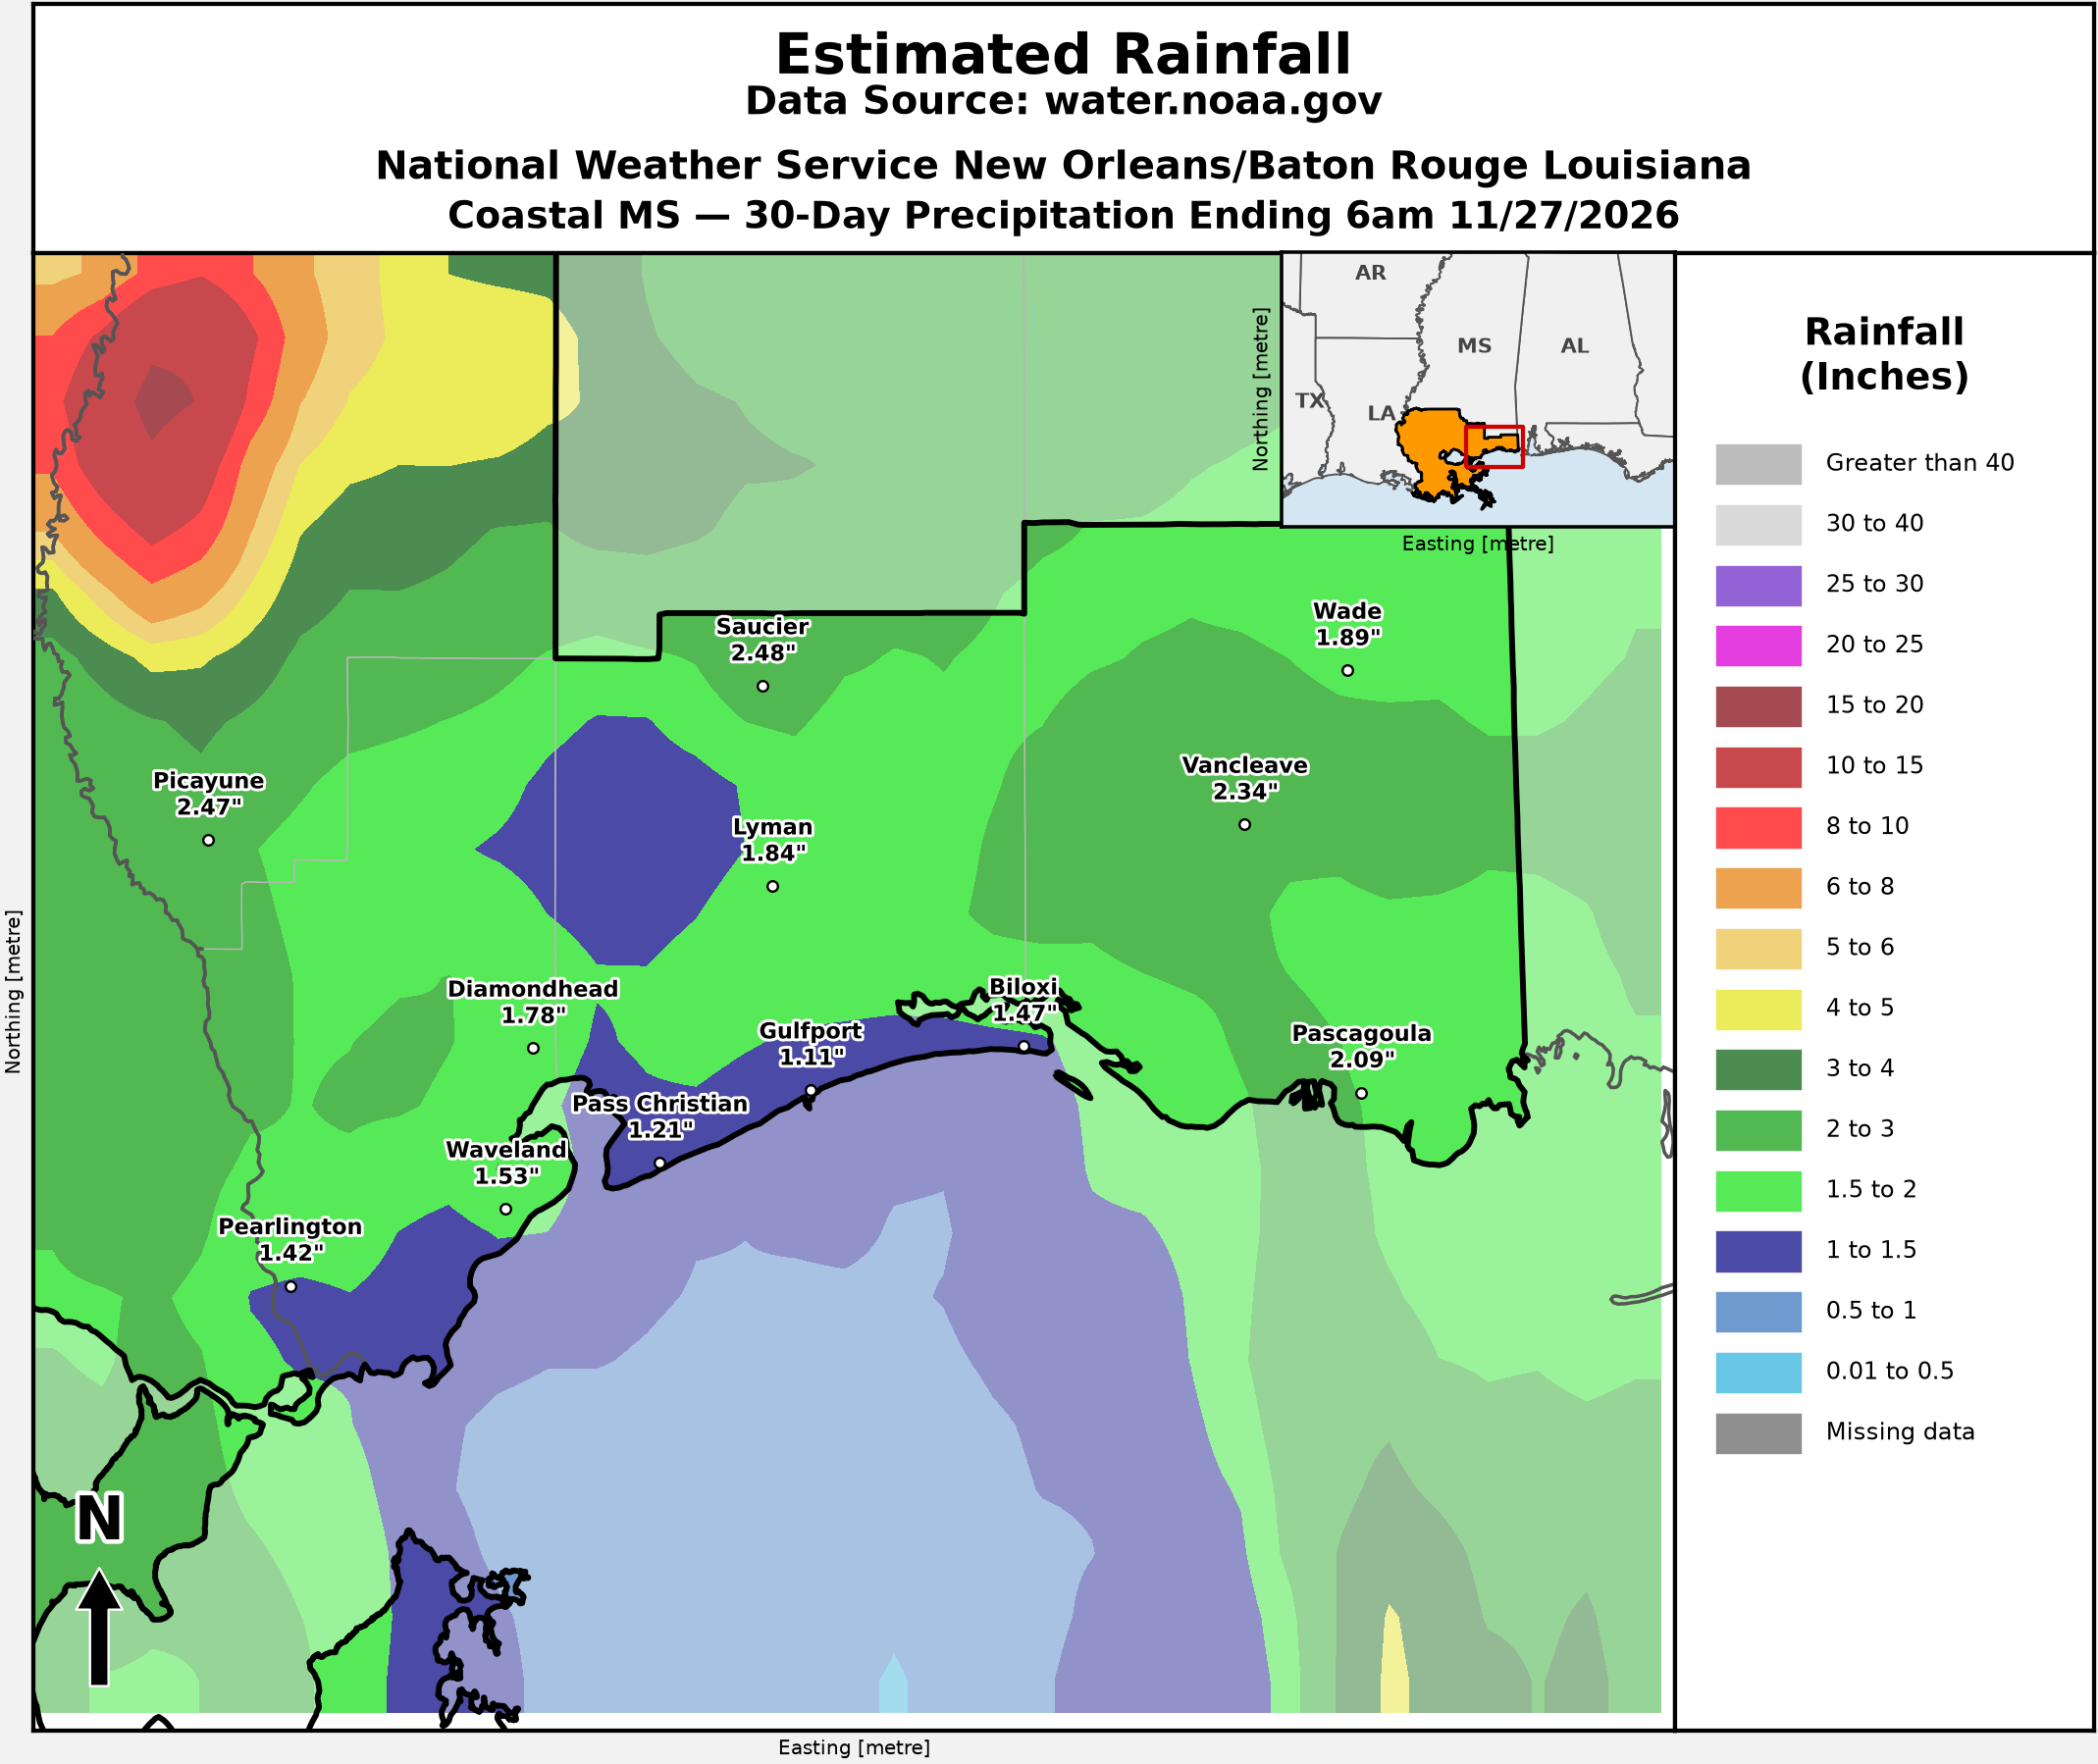 Estimated Rainfall
Data Source: water.noaa.gov
National Weather Service New Orleans/Baton Rouge Louisiana
Coastal MS — 30-Day Precipitation Ending 6am 11/27/2026
AR
MS
AL
TX
LA
Northing [metre]
Easting [metre]
Rainfall
(Inches)
Greater than 40
30 to 40
25 to 30
20 to 25
15 to 20
10 to 15
8 to 10
6 to 8
5 to 6
4 to 5
3 to 4
2 to 3
1.5 to 2
1 to 1.5
0.5 to 1
0.01 to 0.5
Missing data
Saucier
2.48"
Wade
1.89"
Picayune
2.47"
Vancleave
2.34"
Lyman
1.84"
Diamondhead
1.78"
Biloxi
1.47"
Gulfport
1.11"
Pascagoula
2.09"
Pass Christian
1.21"
Waveland
1.53"
Pearlington
1.42"
N
Northing [metre]
Easting [metre]